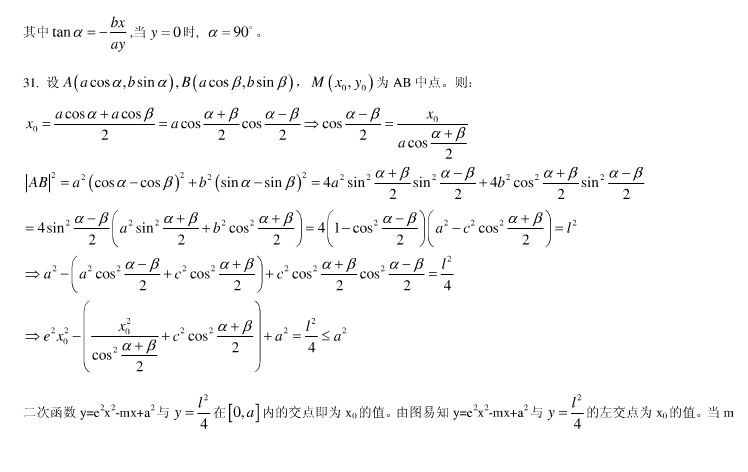 其中 tan α = −bx/ay ,当 y = 0 时, α = 90° 。
31. 设 A(a cos α, b sin α), B(a cos β, b sin β), M(x₀, y₀) 为 AB 中点。则:
x₀ = (a cos α + a cos β)/2 = a cos (α+β)/2 cos (α−β)/2 ⇒ cos (α−β)/2 = x₀/(a cos (α+β)/2)
|AB|² = a²(cos α − cos β)² + b²(sin α − sin β)² = 4a² sin² (α+β)/2 sin² (α−β)/2 + 4b² cos² (α+β)/2 sin² (α−β)/2
= 4 sin² (α−β)/2 (a² sin² (α+β)/2 + b² cos² (α+β)/2) = 4(1 − cos² (α−β)/2)(a² − c² cos² (α+β)/2) = l²
⇒ a² − (a² cos² (α−β)/2 + c² cos² (α+β)/2) + c² cos² (α+β)/2 cos² (α−β)/2 = l²/4
⇒ e²x₀² − (x₀²/(cos² (α+β)/2) + c² cos² (α+β)/2) + a² = l²/4 ≤ a²
二次函数 y=e²x²-mx+a² 与 y = l²/4 在 [0, a] 内的交点即为 x₀ 的值。由图易知 y=e²x²-mx+a² 与 y = l²/4 的左交点为 x₀ 的值。当 m